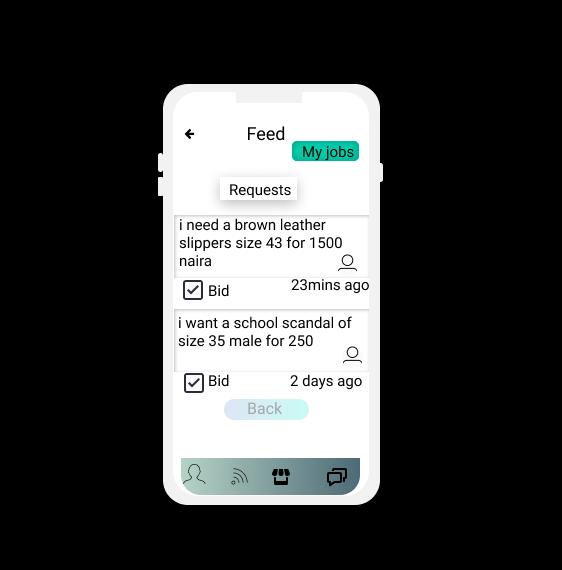 Feed
My jobs
Requests
i need a brown leather
slippers size 43 for 1500
naira
23mins ago
Bid
i want a school scandal of
size 35 male for 250
Bid
2 days ago
Back